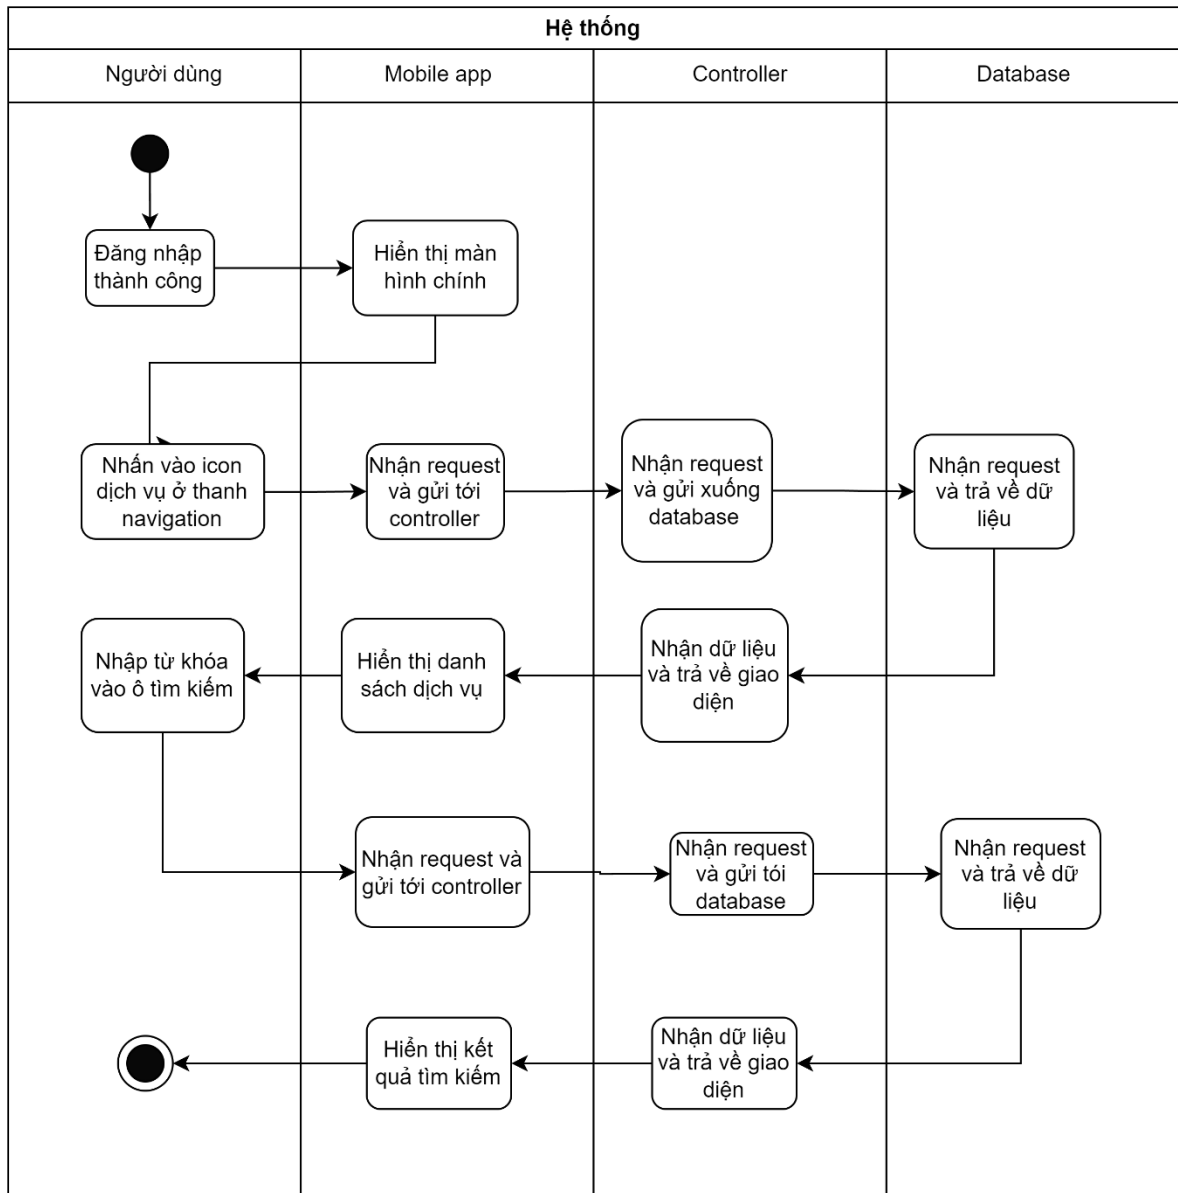 Hệ thống
Người dùng
Mobile app
Controller
Database
Đăng nhập
thành công
Hiển thị màn
hình chính
Nhấn vào icon
dịch vụ ở thanh
navigation
Nhận request
và gửi tới
controller
Nhận request
và gửi xuống
database
Nhận request
và trả về dữ
liệu
Nhập từ khóa
vào ô tìm kiếm
Hiển thị danh
sách dịch vụ
Nhận dữ liệu
và trả về giao
diện
Nhận request và
gửi tới controller
Nhận request
và gửi tói
database
Nhận request
và trả về dữ
liệu
Hiển thị kết
quả tìm kiếm
Nhận dữ liệu
và trả về giao
diện